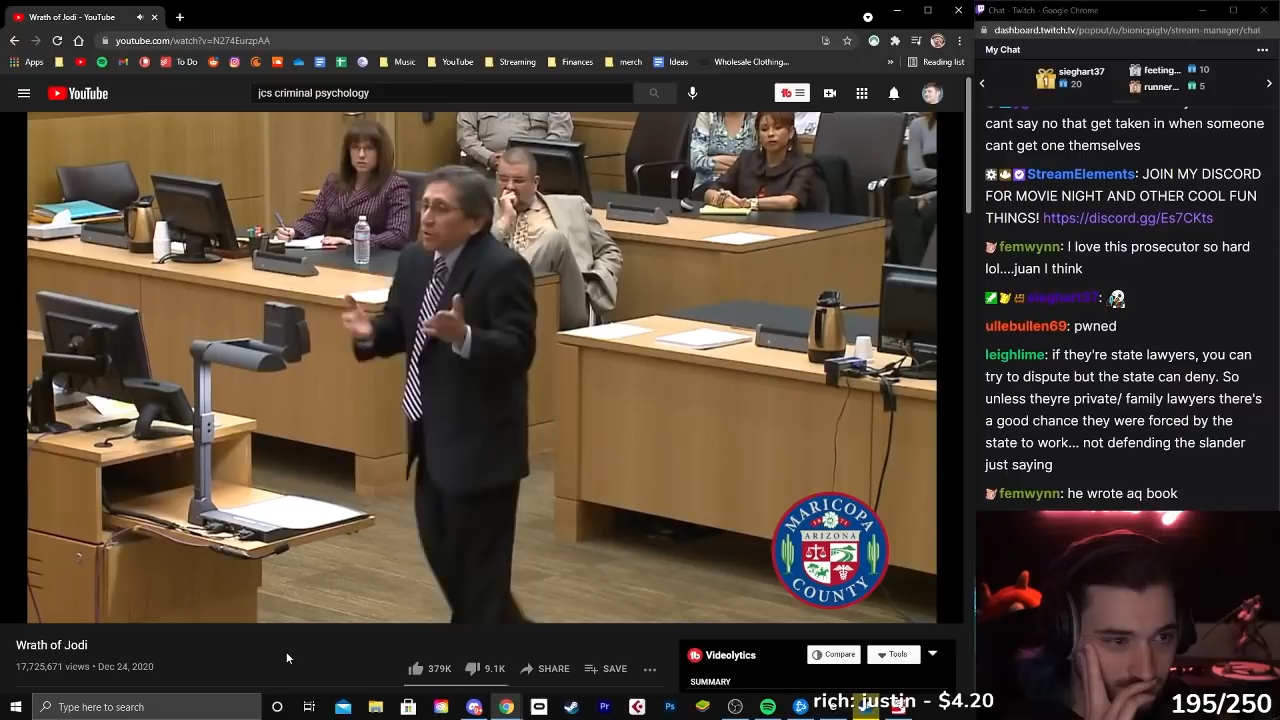 Wrath of Jodi - YouTube
youtube.com/watch?v=N274EurzpAA
Apps
To Do
Music
YouTube
Streaming
Finances
merch
Ideas
Wholesale Clothing...
»
Reading list
YouTube
jcs criminal psychology
MARICOPA
ARIZONA
COUNTY
Wrath of Jodi
17,725,671 views • Dec 24, 2020
379K
9.1K
SHARE
SAVE
Videolytics
Compare
Tools
SUMMARY
Type here to search
rich: justin - $4.20
195/250
Chat - Twitch - Google Chrome
dashboard.twitch.tv/popout/u/bionicpigtv/stream-manager/chat
My Chat
sieghart37
20
feeting... 10
runner... 5
cant say no that get taken in when someone
cant get one themselves
StreamElements: JOIN MY DISCORD
FOR MOVIE NIGHT AND OTHER COOL FUN
THINGS! https://discord.gg/Es7CKts
femwynn: I love this prosecutor so hard
lol....juan I think
sieghart37:
ullebullen69: pwned
leighlime: if they're state lawyers, you can
try to dispute but the state can deny. So
unless theyre private/ family lawyers there's
a good chance they were forced by the
state to work... not defending the slander
just saying
femwynn: he wrote aq book